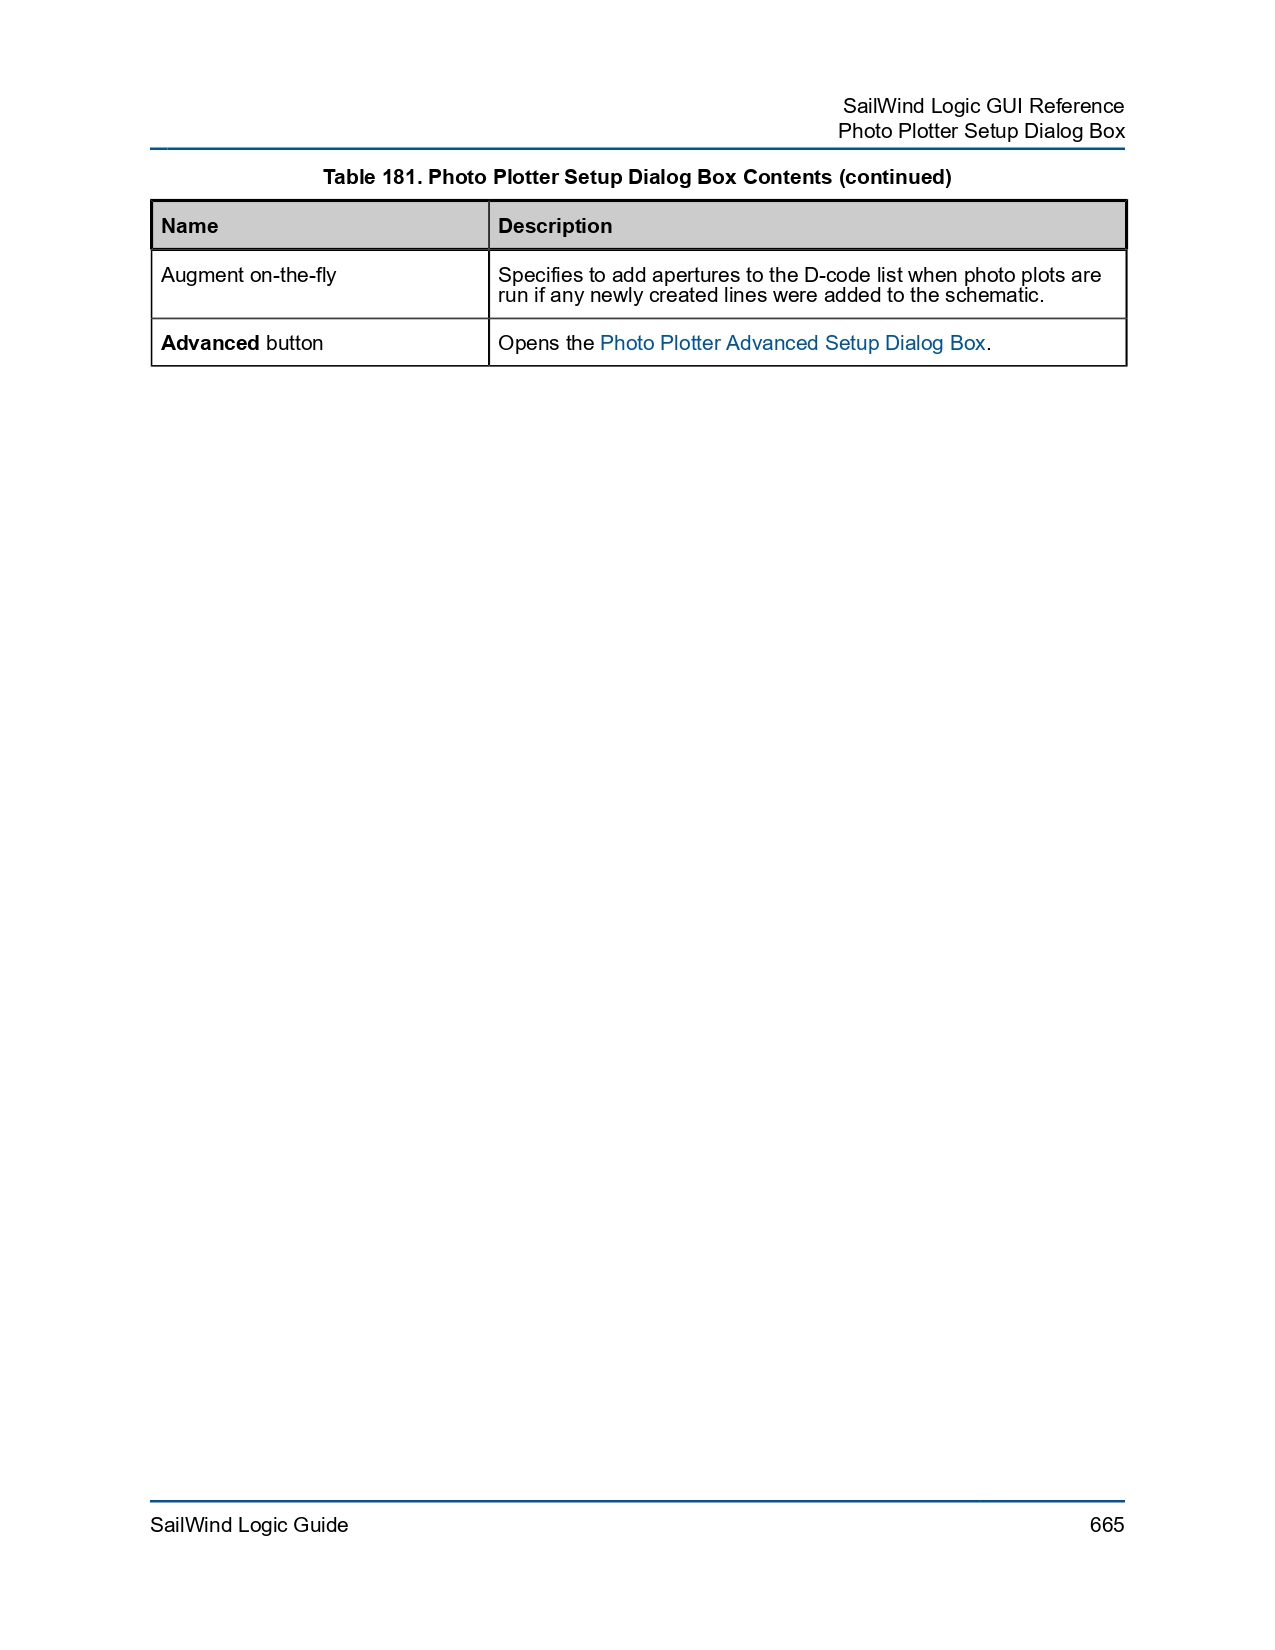 SailWind Logic GUI Reference
Photo Plotter Setup Dialog Box
Table 181. Photo Plotter Setup Dialog Box Contents (continued)
Name
Description
Augment on-the-fly
Specifies to add apertures to the D-code list when photo plots are
run if any newly created lines were added to the schematic.
Advanced button
Opens the Photo Plotter Advanced Setup Dialog Box.
SailWind Logic Guide
665